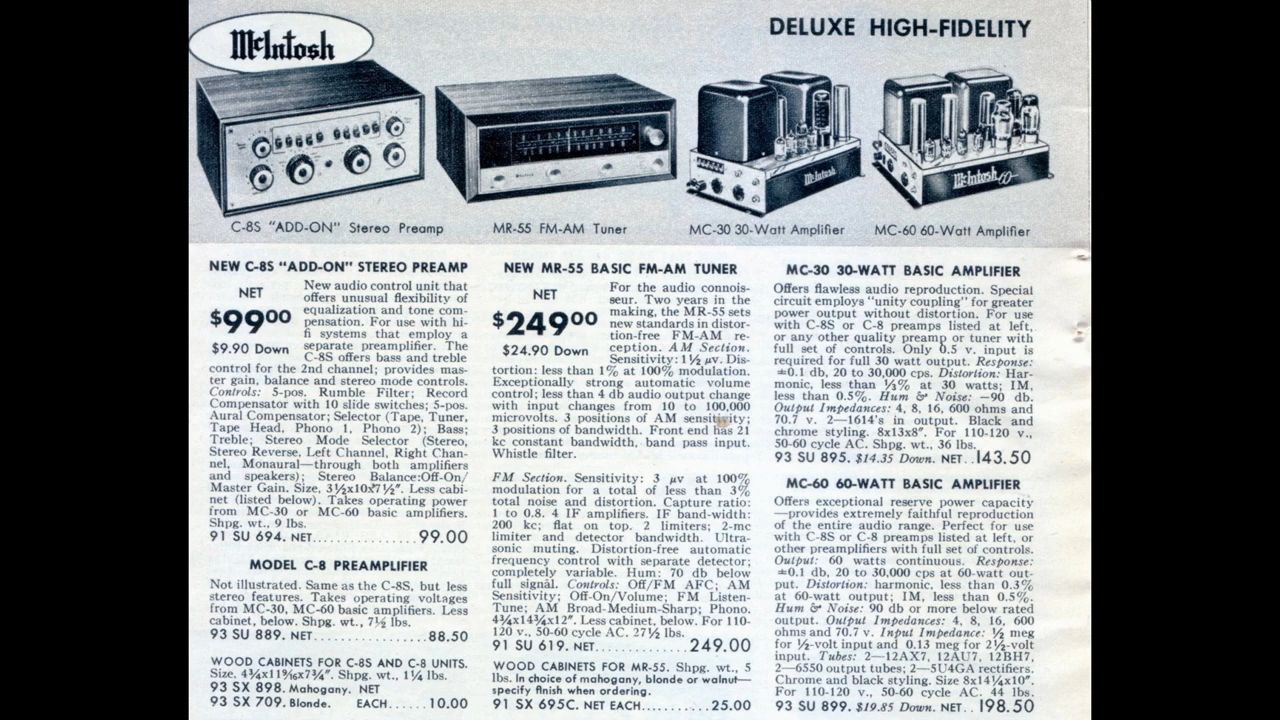 McIntosh
DELUXE HIGH-FIDELITY
McIntosh
McIntosh 60
C-8S "ADD-ON" Stereo Preamp
MR-55 FM-AM Tuner
MC-30 30-Watt Amplifier
MC-60 60-Watt Amplifier
NEW C-8S "ADD-ON" STEREO PREAMP
NET
$99⁰⁰
$9.90 Down
New audio control unit that
offers unusual flexibility of
equalization and tone com-
pensation. For use with hi-
fi systems that employ a
separate preamplifier. The
C-8S offers bass and treble
control for the 2nd channel; provides mas-
ter gain, balance and stereo mode controls.
Controls: 5-pos. Rumble Filter; Record
Compensator with 10 slide switches; 5-pos.
Aural Compensator; Selector (Tape, Tuner,
Tape Head, Phono 1, Phono 2); Bass;
Treble; Stereo Mode Selector (Stereo,
Stereo Reverse, Left Channel, Right Chan-
nel, Monaural—through both amplifiers
and speakers); Stereo Balance:Off-On/
Master Gain. Size, 3½x10x7½". Less cabi-
net (listed below). Takes operating power
from MC-30 or MC-60 basic amplifiers.
Shpg. wt., 9 lbs.
91 SU 694. NET................99.00
MODEL C-8 PREAMPLIFIER
Not illustrated. Same as the C-8S, but less
stereo features. Takes operating voltages
from MC-30, MC-60 basic amplifiers. Less
cabinet, below. Shpg. wt., 7½ lbs.
93 SU 889. NET................88.50
WOOD CABINETS FOR C-8S AND C-8 UNITS.
Size, 4¾x11⁹⁄₁₆x7¾". Shpg. wt., 1¼ lbs.
93 SX 898. Mahogany. NET
93 SX 709. Blonde. EACH......10.00
NEW MR-55 BASIC FM-AM TUNER
NET
$249⁰⁰
$24.90 Down
For the audio connois-
seur. Two years in the
making, the MR-55 sets
new standards in distor-
tion-free FM-AM re-
ception. AM Section.
Sensitivity: 1½ μv. Dis-
tortion: less than 1% at 100% modulation.
Exceptionally strong automatic volume
control; less than 4 db audio output change
with input changes from 10 to 100,000
microvolts. 3 positions of AM sensitivity;
3 positions of bandwidth. Front end has 21
kc constant bandwidth, band pass input.
Whistle filter.
FM Section. Sensitivity: 3 μv at 100%
modulation for a total of less than 3%
total noise and distortion. Capture ratio:
1 to 0.8. 4 IF amplifiers. IF band-width:
200 kc; flat on top. 2 limiters; 2-mc
limiter and detector bandwidth. Ultra-
sonic muting. Distortion-free automatic
frequency control with separate detector;
completely variable. Hum: 70 db below
full signal. Controls: Off/FM AFC; AM
Sensitivity; Off-On/Volume; FM Listen-
Tune; AM Broad-Medium-Sharp; Phono.
4¾x14¾x12". Less cabinet, below. For 110-
120 v., 50-60 cycle AC. 27½ lbs.
91 SU 619. NET..............249.00
WOOD CABINETS FOR MR-55. Shpg. wt., 5
lbs. In choice of mahogany, blonde or walnut—
specify finish when ordering.
91 SX 695C. NET EACH..........25.00
MC-30 30-WATT BASIC AMPLIFIER
Offers flawless audio reproduction. Special
circuit employs "unity coupling" for greater
power output without distortion. For use
with C-8S or C-8 preamps listed at left,
or any other quality preamp or tuner with
full set of controls. Only 0.5 v. input is
required for full 30 watt output. Response:
±0.1 db, 20 to 30,000 cps. Distortion: Har-
monic, less than ⅓% at 30 watts; IM,
less than 0.5%. Hum & Noise: −90 db.
Output Impedances: 4, 8, 16, 600 ohms and
70.7 v. 2—1614's in output. Black and
chrome styling. 8x13x8". For 110-120 v.,
50-60 cycle AC. Shpg. wt., 36 lbs.
93 SU 895. $14.35 Down. NET..143.50
MC-60 60-WATT BASIC AMPLIFIER
Offers exceptional reserve power capacity
—provides extremely faithful reproduction
of the entire audio range. Perfect for use
with C-8S or C-8 preamps listed at left, or
other preamplifiers with full set of controls.
Output: 60 watts continuous. Response:
±0.1 db, 20 to 30,000 cps at 60-watt out-
put. Distortion: harmonic, less than 0.3%
at 60-watt output; IM, less than 0.5%.
Hum & Noise: 90 db or more below rated
output. Output Impedances: 4, 8, 16, 600
ohms and 70.7 v. Input Impedance: ½ meg
for ½-volt input and 0.13 meg for 2½-volt
input. Tubes: 2—12AX7, 12AU7, 12BH7,
2—6550 output tubes; 2—5U4GA rectifiers.
Chrome and black styling. Size 8x14¼x10".
For 110-120 v., 50-60 cycle AC. 44 lbs.
93 SU 899. $19.85 Down. NET..198.50